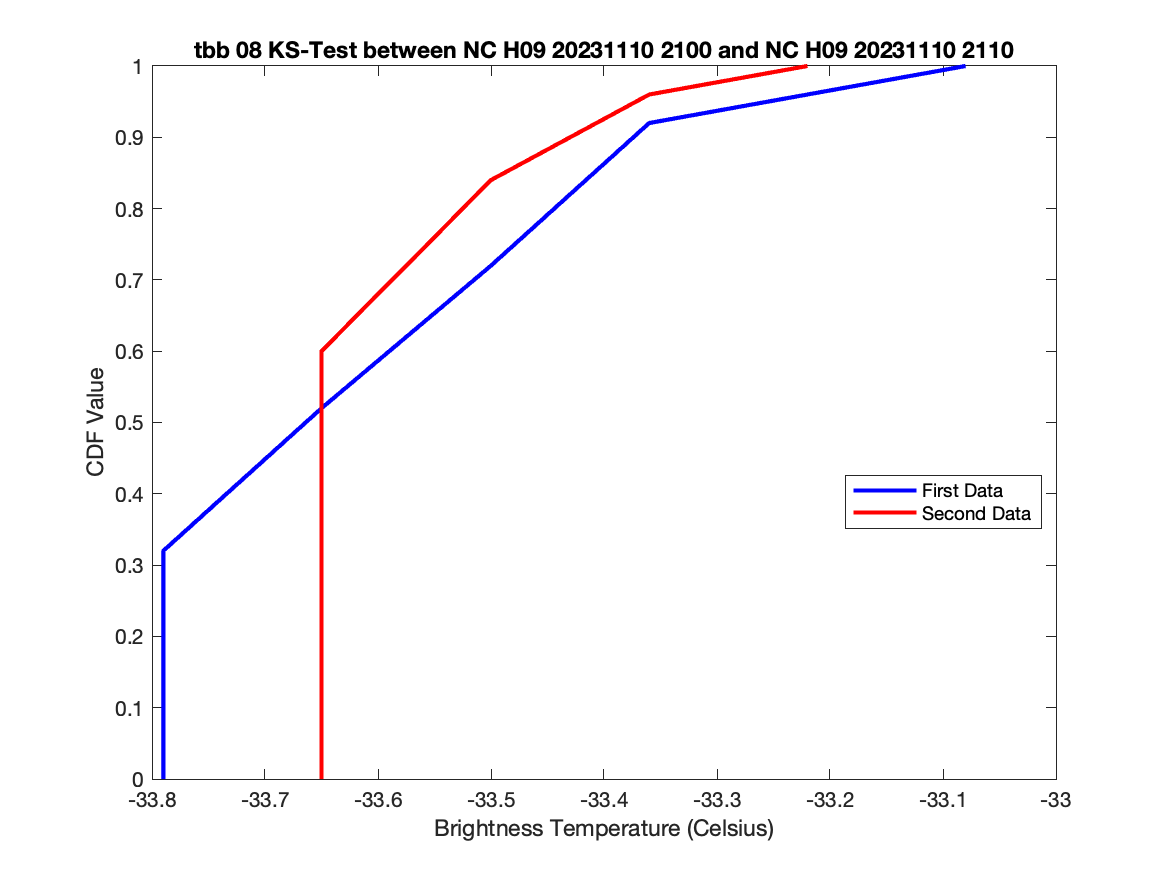 tbb 08 KS-Test between NC H09 20231110 2100 and NC H09 20231110 2110
1
0.9
0.8
0.7
0.6
0.5
0.4
0.3
0.2
0.1
0
CDF Value
First Data
Second Data
-33.8 -33.7 -33.6 -33.5 -33.4 -33.3 -33.2 -33.1 -33
Brightness Temperature (Celsius)